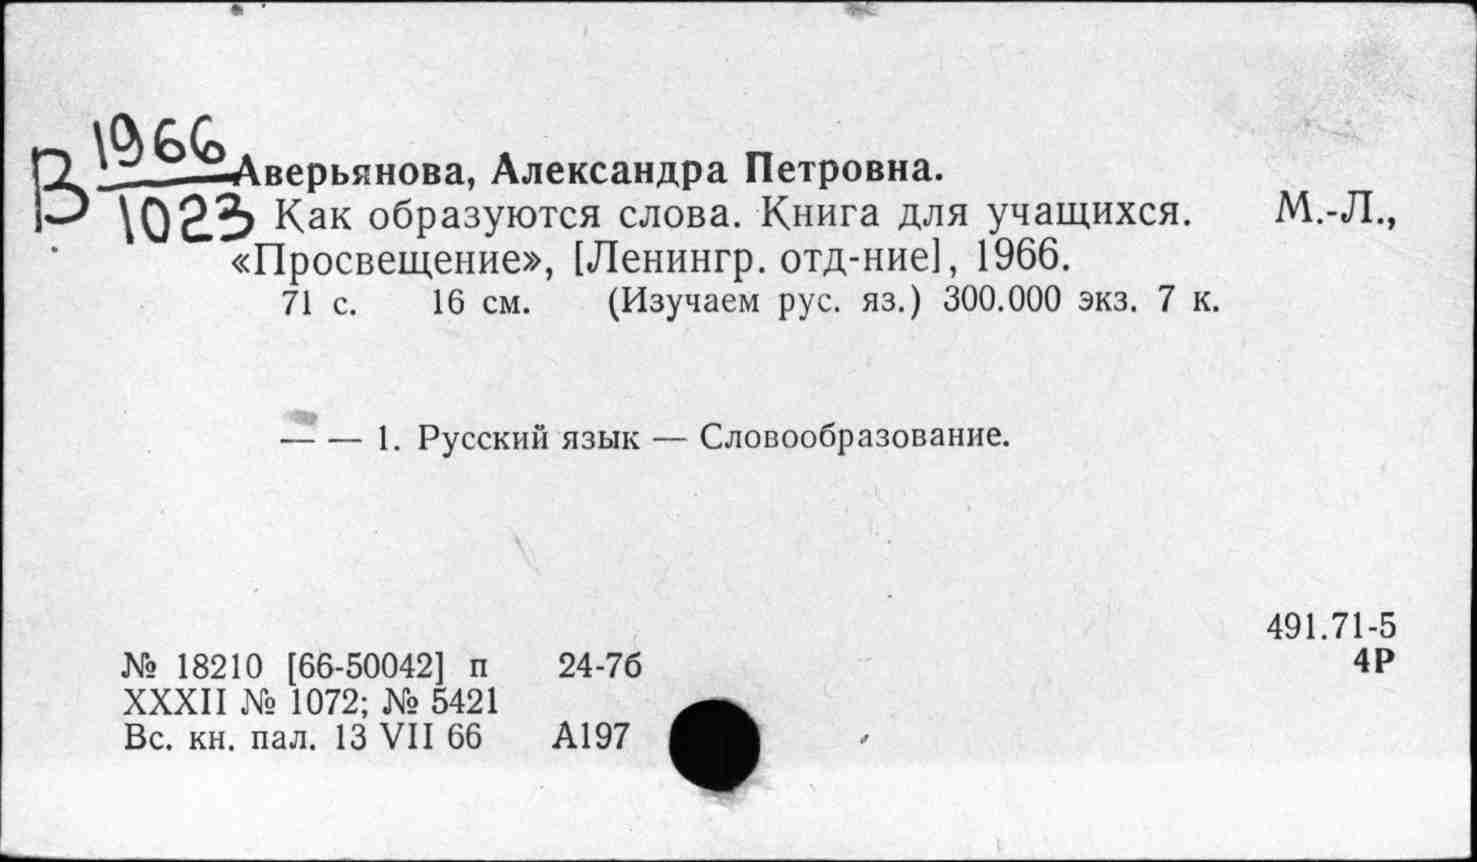 В 1966
1023
Аверьянова, Александра Петровна.
Как образуются слова. Книга для учащихся. М.-Л.,
«Просвещение», [Ленингр. отд-ние], 1966.
71 с. 16 см. (Изучаем рус. яз.) 300.000 экз. 7 к.
— — 1. Русский язык — Словообразование.
491.71-5
№ 18210 [66-50042] п 24-7б 4Р
XXXII № 1072; № 5421
Вс. кн. пал. 13 VII 66 А197